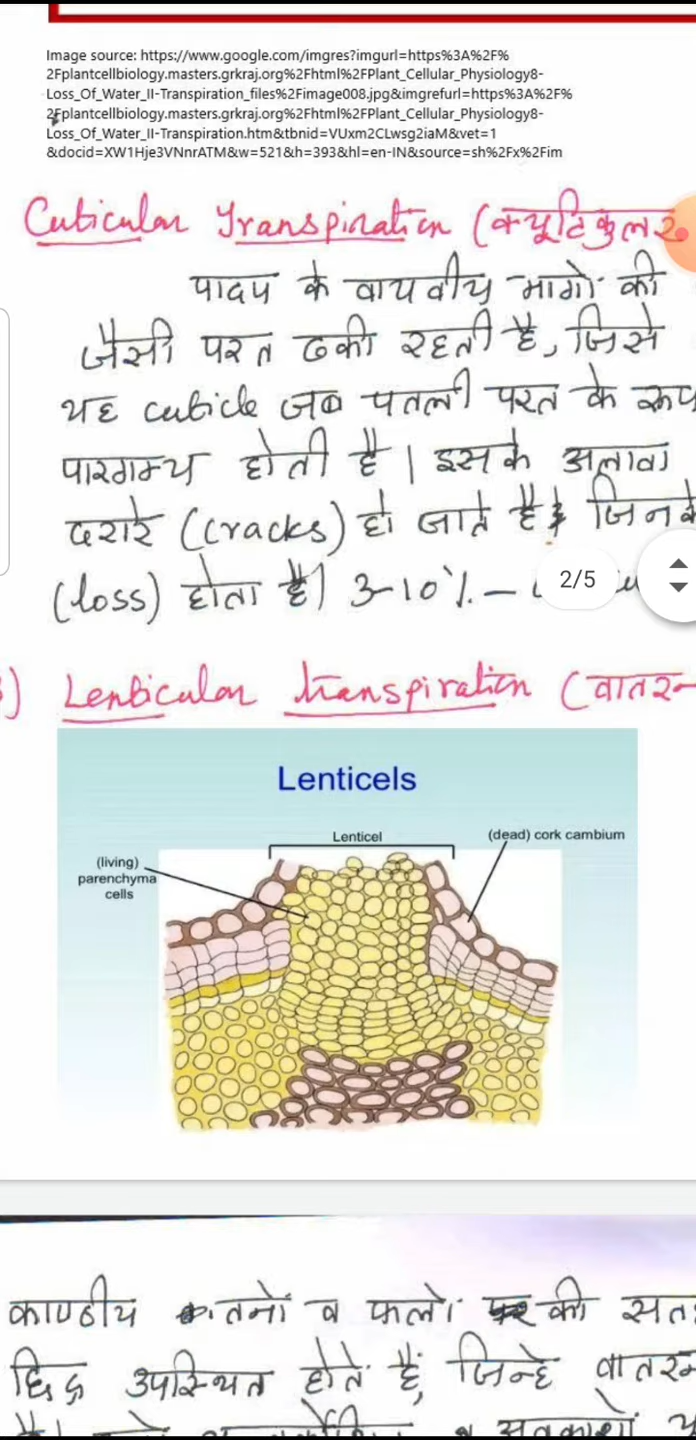 Image source: https://www.google.com/imgres?imgurl=https%3A%2F%
2Fplantcellbiology.masters.grkraj.org%2Fhtml%2FPlant_Cellular_Physiology8-
Loss_Of_Water_II-Transpiration_files%2Fimage008.jpg&imgrefurl=https%3A%2F%
2Fplantcellbiology.masters.grkraj.org%2Fhtml%2FPlant_Cellular_Physiology8-
Loss_Of_Water_II-Transpiration.htm&tbnid=VUxm2CLwsg2iaM&vet=1
&docid=XW1Hje3VNnrATM&w=521&h=393&hl=en-IN&source=sh%2Fx%2Fim
Cuticular Transpiration (क्यूटिकुलर
पादप के वायवीय भागो की
जैसी परत ढकी रहती है, जिसे
यह cuticle जब पतली परत के रूप
पारगम्य होती है। इसके अलावा
दरारे (cracks) हो जाते है जिनके
(loss) होता है। 3-10% –
2/5
) Lenticular transpiration (वातरन
Lenticels
Lenticel
(dead) cork cambium
(living)
parenchyma
cells
काष्ठीय तनों व फलों की सतह
छिद्र उपस्थित होते हैं, जिन्हे वातरन